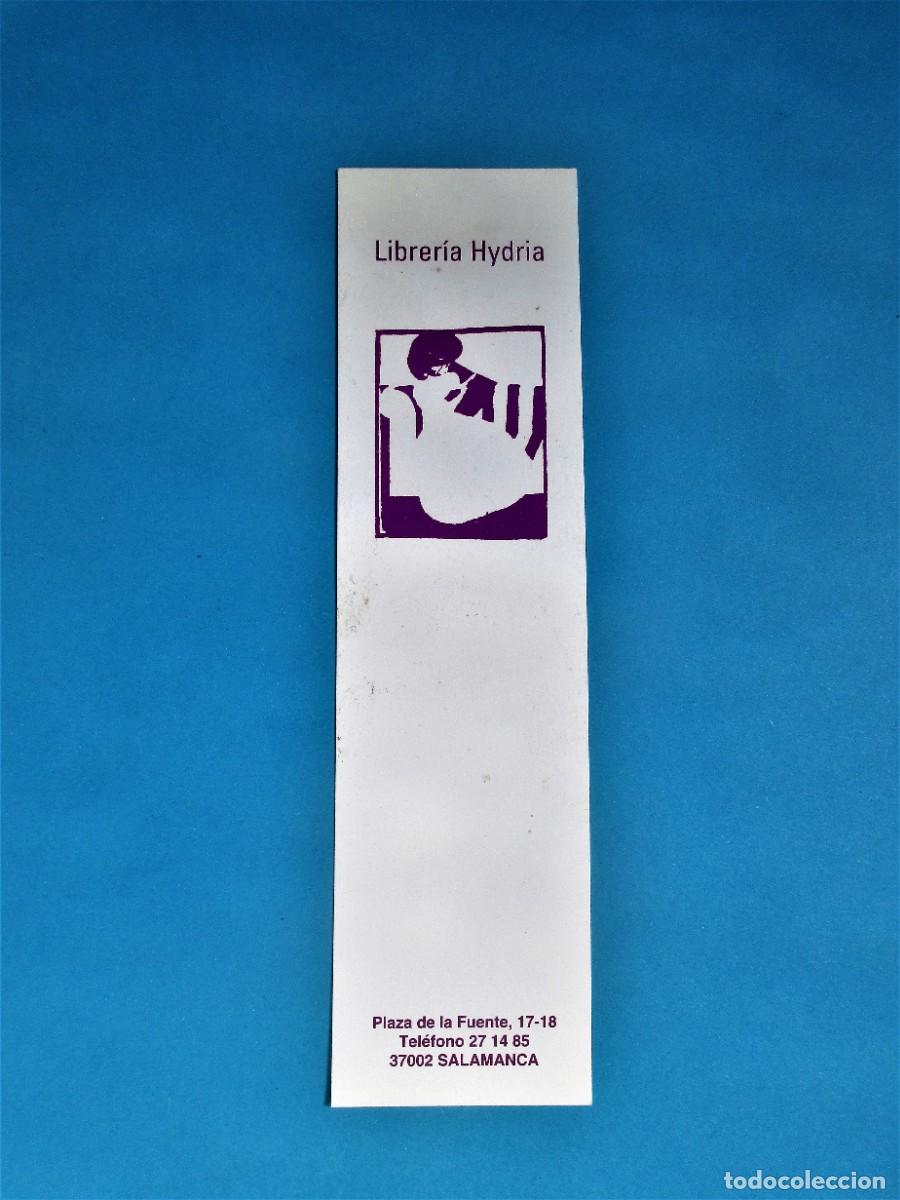 Librería Hydria
Plaza de la Fuente, 17-18
Teléfono 27 14 85
37002 SALAMANCA
todocoleccion